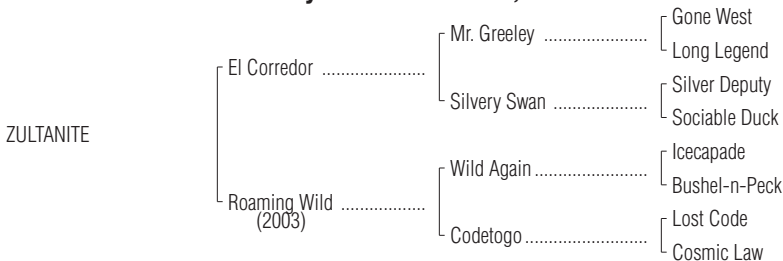 Gone West
Mr. Greeley ........................
Long Legend
El Corredor ......................
Silver Deputy
Silvery Swan ......................
Sociable Duck
ZULTANITE
Icecapade
Wild Again ..........................
Bushel-n-Peck
Roaming Wild ..................
(2003)
Lost Code
Codetogo ............................
Cosmic Law